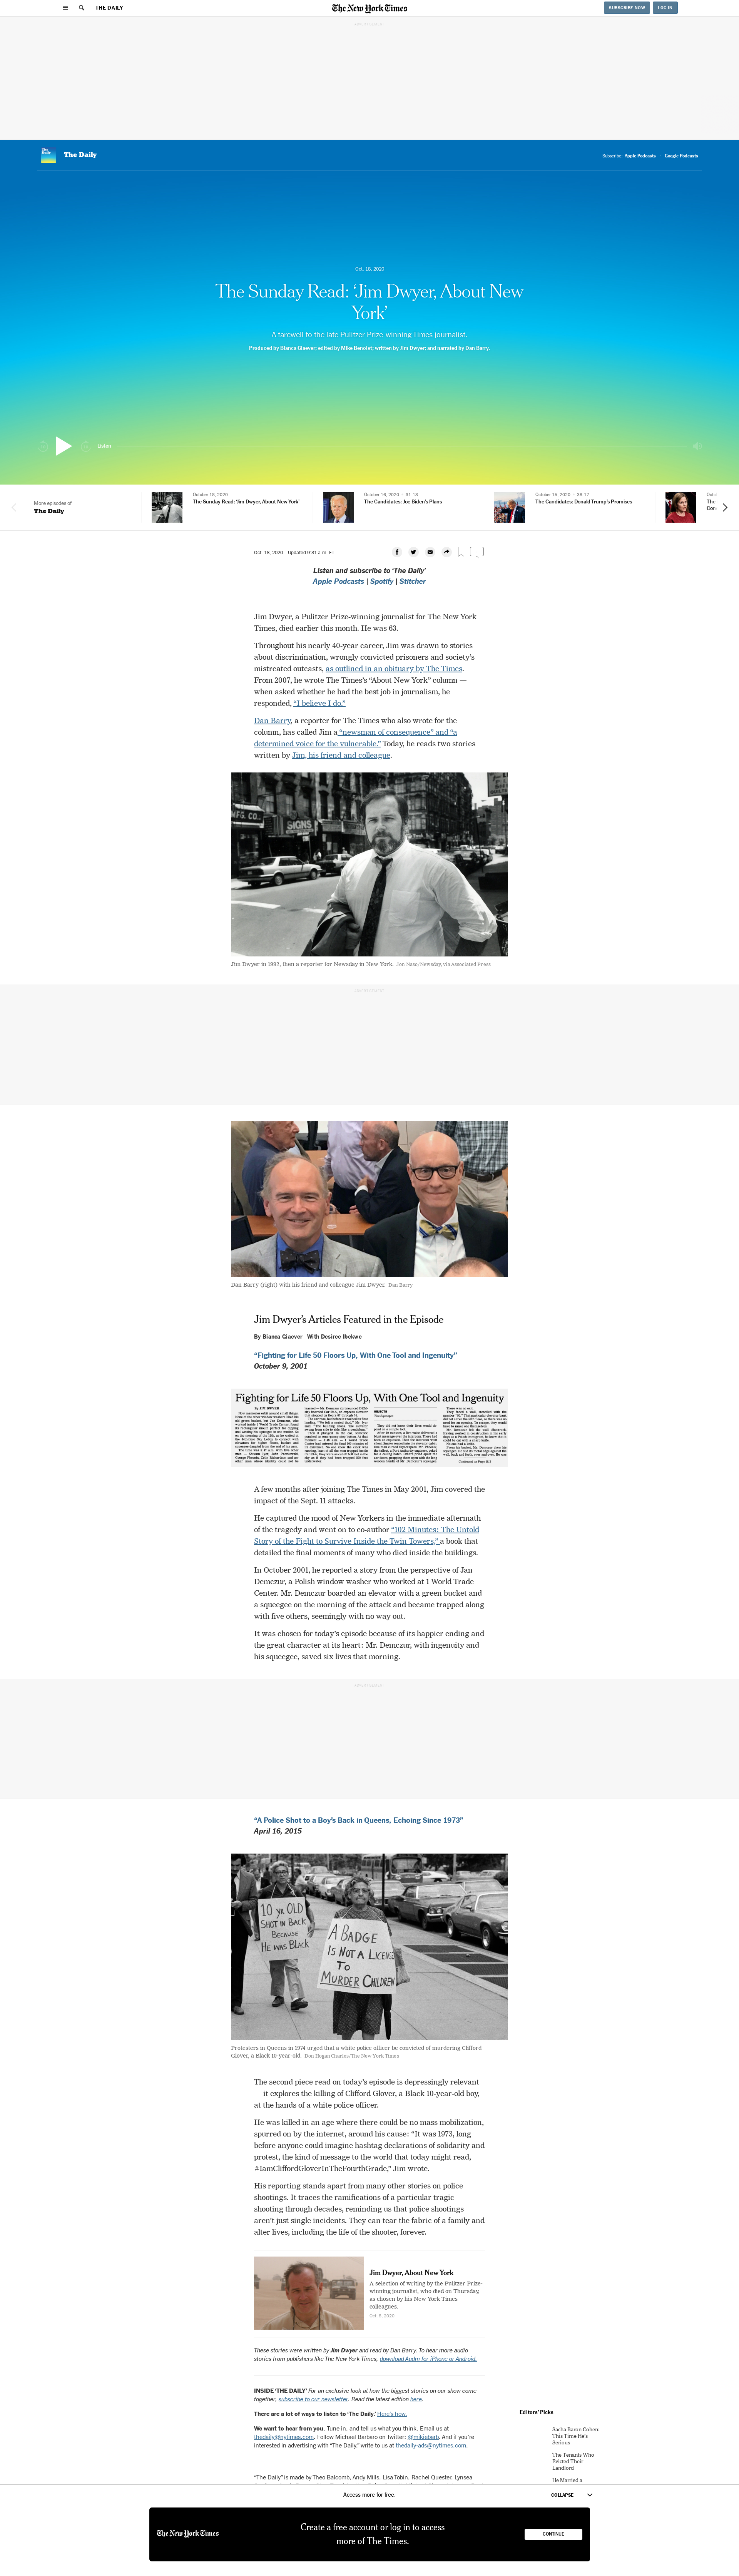 THE DAILY
The New York Times
SUBSCRIBE NOW
LOG IN
ADVERTISEMENT
The Daily
The Daily
Subscribe: Apple Podcasts Google Podcasts
Oct. 18, 2020
The Sunday Read: ‘Jim Dwyer, About New
York’
A farewell to the late Pulitzer Prize-winning Times journalist.
Produced by Bianca Giaever; edited by Mike Benoist; written by Jim Dwyer; and narrated by Dan Barry.
Listen
More episodes of
The Daily
October 18, 2020
The Sunday Read: ‘Jim Dwyer, About New York’
October 16, 2020 • 31:13
The Candidates: Joe Biden’s Plans
October 15, 2020
The Candidates: Donald Trump’s Promises
Oct. 18, 2020 Updated 9:31 a.m. ET
Listen and subscribe to ‘The Daily’
Apple Podcasts | Spotify | Stitcher
Jim Dwyer, a Pulitzer Prize-winning journalist for The New York
Times, died earlier this month. He was 63.
Throughout his nearly 40-year career, Jim was drawn to stories
about discrimination, wrongly convicted prisoners and society’s
mistreated outcasts, as outlined in an obituary by The Times.
From 2007, he wrote The Times’s “About New York” column —
when asked whether he had the best job in journalism, he
responded, “I believe I do.”
Dan Barry, a reporter for The Times who also wrote for the
column, has called Jim a “newsman of consequence” and “a
determined voice for the vulnerable.” Today, he reads two stories
written by Jim, his friend and colleague.
MFG. CO.
SIGNS
Jim Dwyer in 1992, then a reporter for Newsday in New York.
ADVERTISEMENT
Dan Barry (right) with his friend and colleague Jim Dwyer. Dan Barry
Jim Dwyer’s Articles Featured in the Episode
By Bianca Giaever With Desiree Ibekwe
“Fighting for Life 50 Floors Up, With One Tool and Ingenuity”
October 9, 2001
Fighting for Life 50 Floors Up, With One Tool and Ingenuity
By JIM DWYER
A few months after joining The Times in May 2001, Jim covered the
impact of the Sept. 11 attacks.
He captured the mood of New Yorkers in the immediate aftermath
of the tragedy and went on to co-author “102 Minutes: The Untold
Story of the Fight to Survive Inside the Twin Towers,” a book that
detailed the final moments of many who died inside the buildings.
In October 2001, he reported a story from the perspective of Jan
Demczur, a Polish window washer who worked at 1 World Trade
Center. Mr. Demczur boarded an elevator with a green bucket and
a squeegee on the morning of the attack and became trapped along
with five others, seemingly with no way out.
It was chosen for today’s episode because of its happier ending and
the great character at its heart: Mr. Demczur, with ingenuity and
his squeegee, saved six lives that morning.
ADVERTISEMENT
“A Police Shot to a Boy’s Back in Queens, Echoing Since 1973”
April 16, 2015
10 YR OLD
SHOT IN BACK
BECAUSE
HE WAS BLACK
A BADGE
IS NOT A LICENSE
TO
MURDER CHILDREN
Protesters in Queens in 1974 urged that a white police officer be convicted of murdering Clifford
Glover, a Black 10-year-old. Don Hogan Charles/The New York Times
The second piece read on today’s episode is depressingly relevant
— it explores the killing of Clifford Glover, a Black 10-year-old boy,
at the hands of a white police officer.
He was killed in an age where there could be no mass mobilization,
spurred on by the internet, around his cause: “It was 1973, long
before anyone could imagine hashtag declarations of solidarity and
protest, the kind of message to the world that today might read,
#IamCliffordGloverInTheFourthGrade,” Jim wrote.
His reporting stands apart from many other stories on police
shootings. It traces the ramifications of a particular tragic
shooting through decades, reminding us that police shootings
aren’t just single incidents. They can tear the fabric of a family and
alter lives, including the life of the shooter, forever.
Jim Dwyer, About New York
A selection of writing by the Pulitzer Prize-
winning journalist, who died on Thursday,
as chosen by his New York Times
colleagues.
Oct. 8, 2020
These stories were written by Jim Dwyer and read by Dan Barry. To hear more audio
stories from publishers like The New York Times, download Audm for iPhone or Android.
INSIDE ‘THE DAILY’ For an exclusive look at how the biggest stories on our show come
together, subscribe to our newsletter. Read the latest edition here.
There are a lot of ways to listen to ‘The Daily.’ Here’s how.
We want to hear from you. Tune in, and tell us what you think. Email us at
thedaily@nytimes.com. Follow Michael Barbaro on Twitter: @mikiebarb. And if you’re
interested in advertising with “The Daily,” write to us at thedaily-ads@nytimes.com.
Editors’ Picks
Sacha Baron Cohen:
This Time He’s
Serious
The Tenants Who
Evicted Their
Landlord
He Married a
“The Daily” is made by Theo Balcomb, Andy Mills, Lisa Tobin, Rachel Quester, Lynsea
Access more for free.
COLLAPSE
The New York Times
Create a free account or log in to access
more of The Times.
CONTINUE